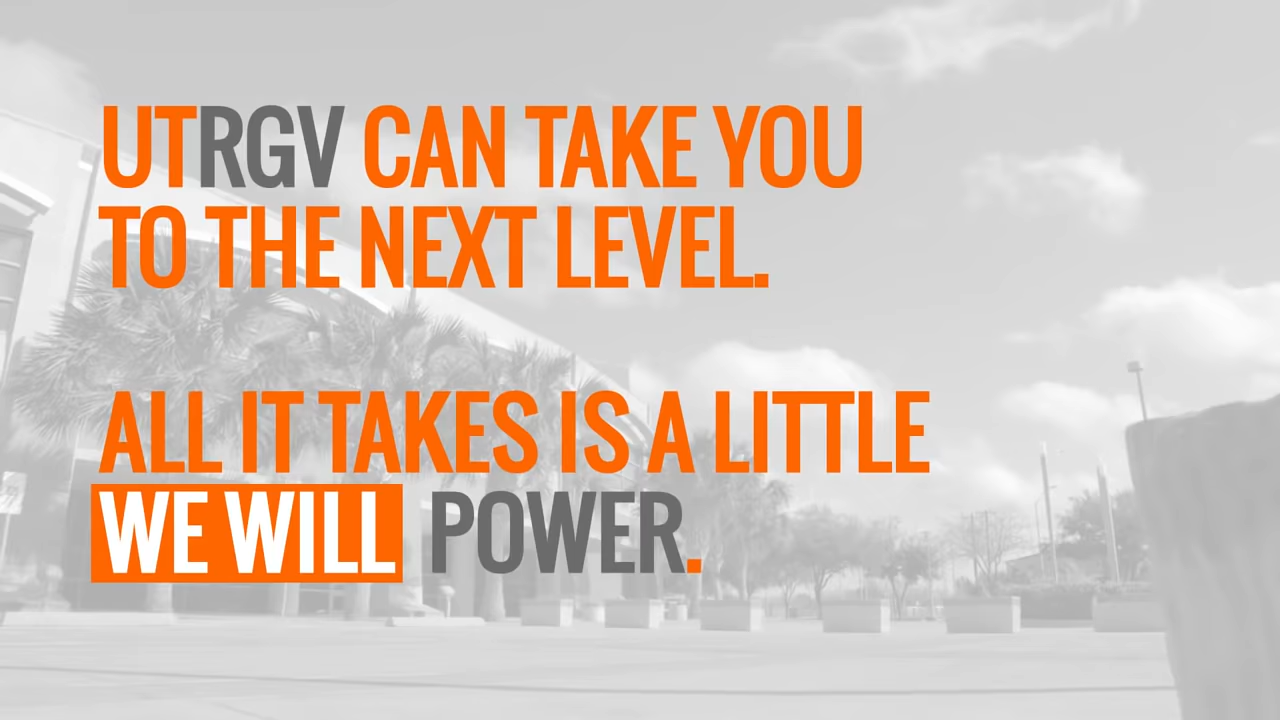 UTRGV CAN TAKE YOU
TO THE NEXT LEVEL.
ALL IT TAKES IS A LITTLE
WE WILL POWER.